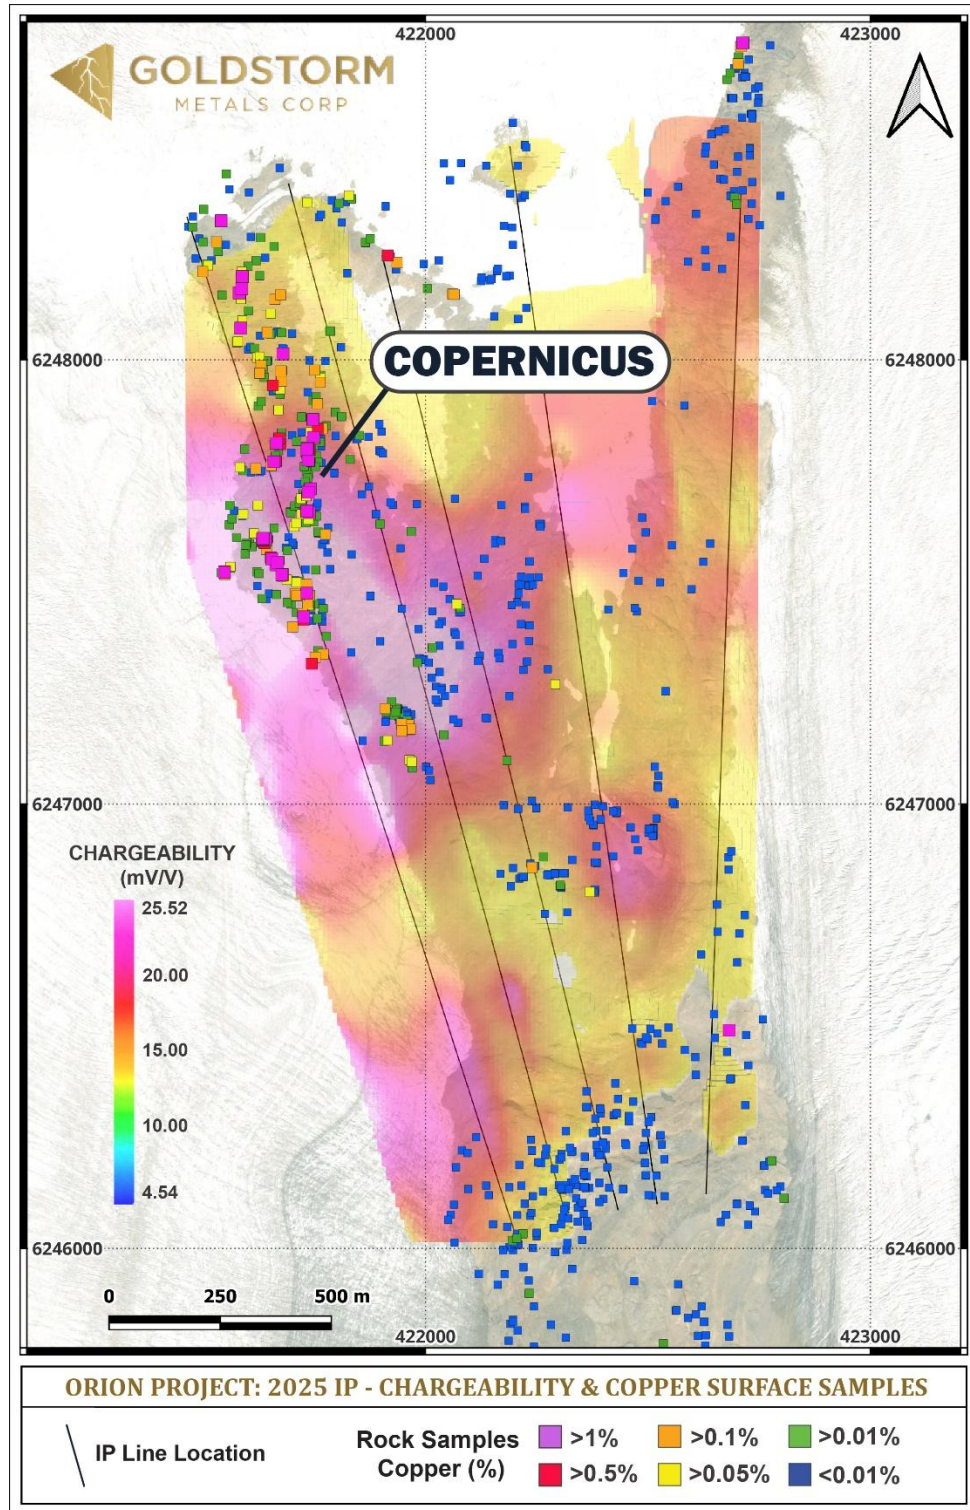 422000
423000
GOLDSTORM
METALS CORP
6248000
COPERNICUS
6248000
6247000
6247000
CHARGEABILITY
(mV/V)
25.52
20.00
15.00
10.00
4.54
6246000
6246000
0 250 500 m
422000
423000
ORION PROJECT: 2025 IP - CHARGEABILITY & COPPER SURFACE SAMPLES
IP Line Location
Rock Samples
Copper (%)
>1% >0.1% >0.01%
>0.5% >0.05% <0.01%